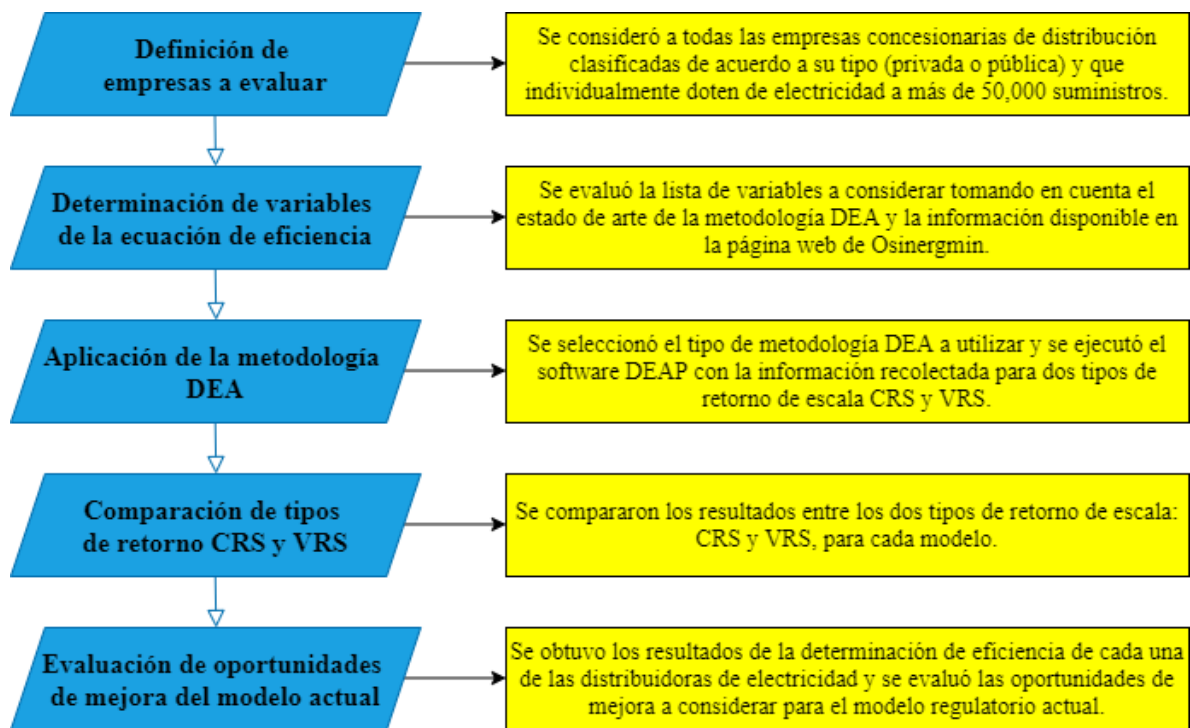 Definición de
empresas a evaluar
Se consideró a todas las empresas concesionarias de distribución
clasificadas de acuerdo a su tipo (privada o pública) y que
individualmente doten de electricidad a más de 50,000 suministros.
Determinación de variables
de la ecuación de eficiencia
Se evaluó la lista de variables a considerar tomando en cuenta el
estado de arte de la metodología DEA y la información disponible en
la página web de Osinergmin.
Aplicación de la metodología
DEA
Se seleccionó el tipo de metodología DEA a utilizar y se ejecutó el
software DEAP con la información recolectada para dos tipos de
retorno de escala CRS y VRS.
Comparación de tipos
de retorno CRS y VRS
Se compararon los resultados entre los dos tipos de retorno de escala:
CRS y VRS, para cada modelo.
Evaluación de oportunidades
de mejora del modelo actual
Se obtuvo los resultados de la determinación de eficiencia de cada una
de las distribuidoras de electricidad y se evaluó las oportunidades de
mejora a considerar para el modelo regulatorio actual.